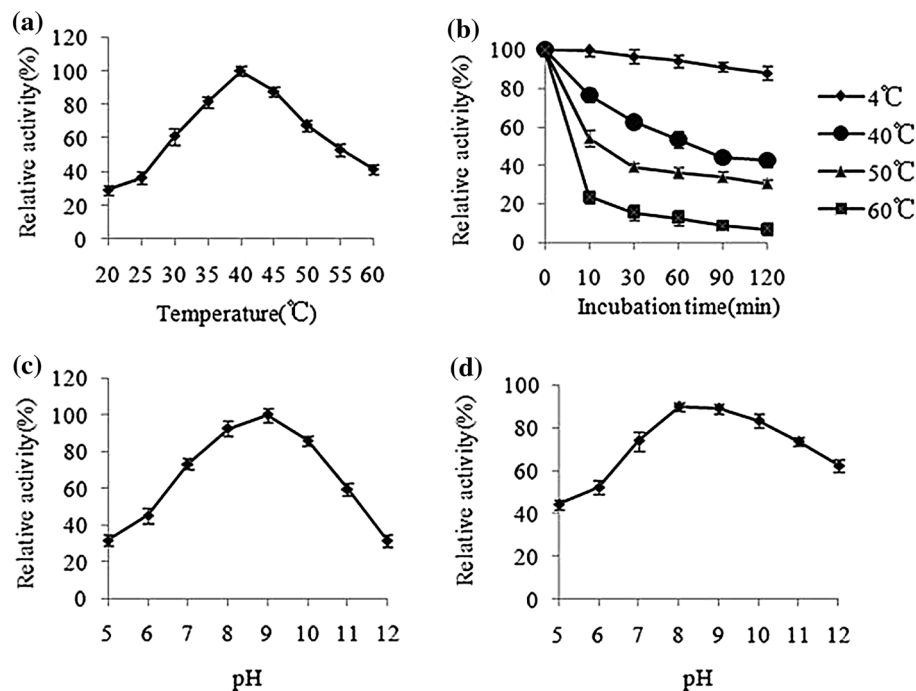 (a)
Relative activity(%)
120
100
80
60
40
20
0
20 25 30 35 40 45 50 55 60
Temperature(℃)
(b)
Relative activity(%)
100
80
60
40
20
0
0 10 30 60 90 120
Incubation time(min)
4℃
40℃
50℃
60℃
(c)
Relative activity(%)
120
100
80
60
40
20
0
5 6 7 8 9 10 11 12
pH
(d)
Relative activity(%)
100
80
60
40
20
0
5 6 7 8 9 10 11 12
pH